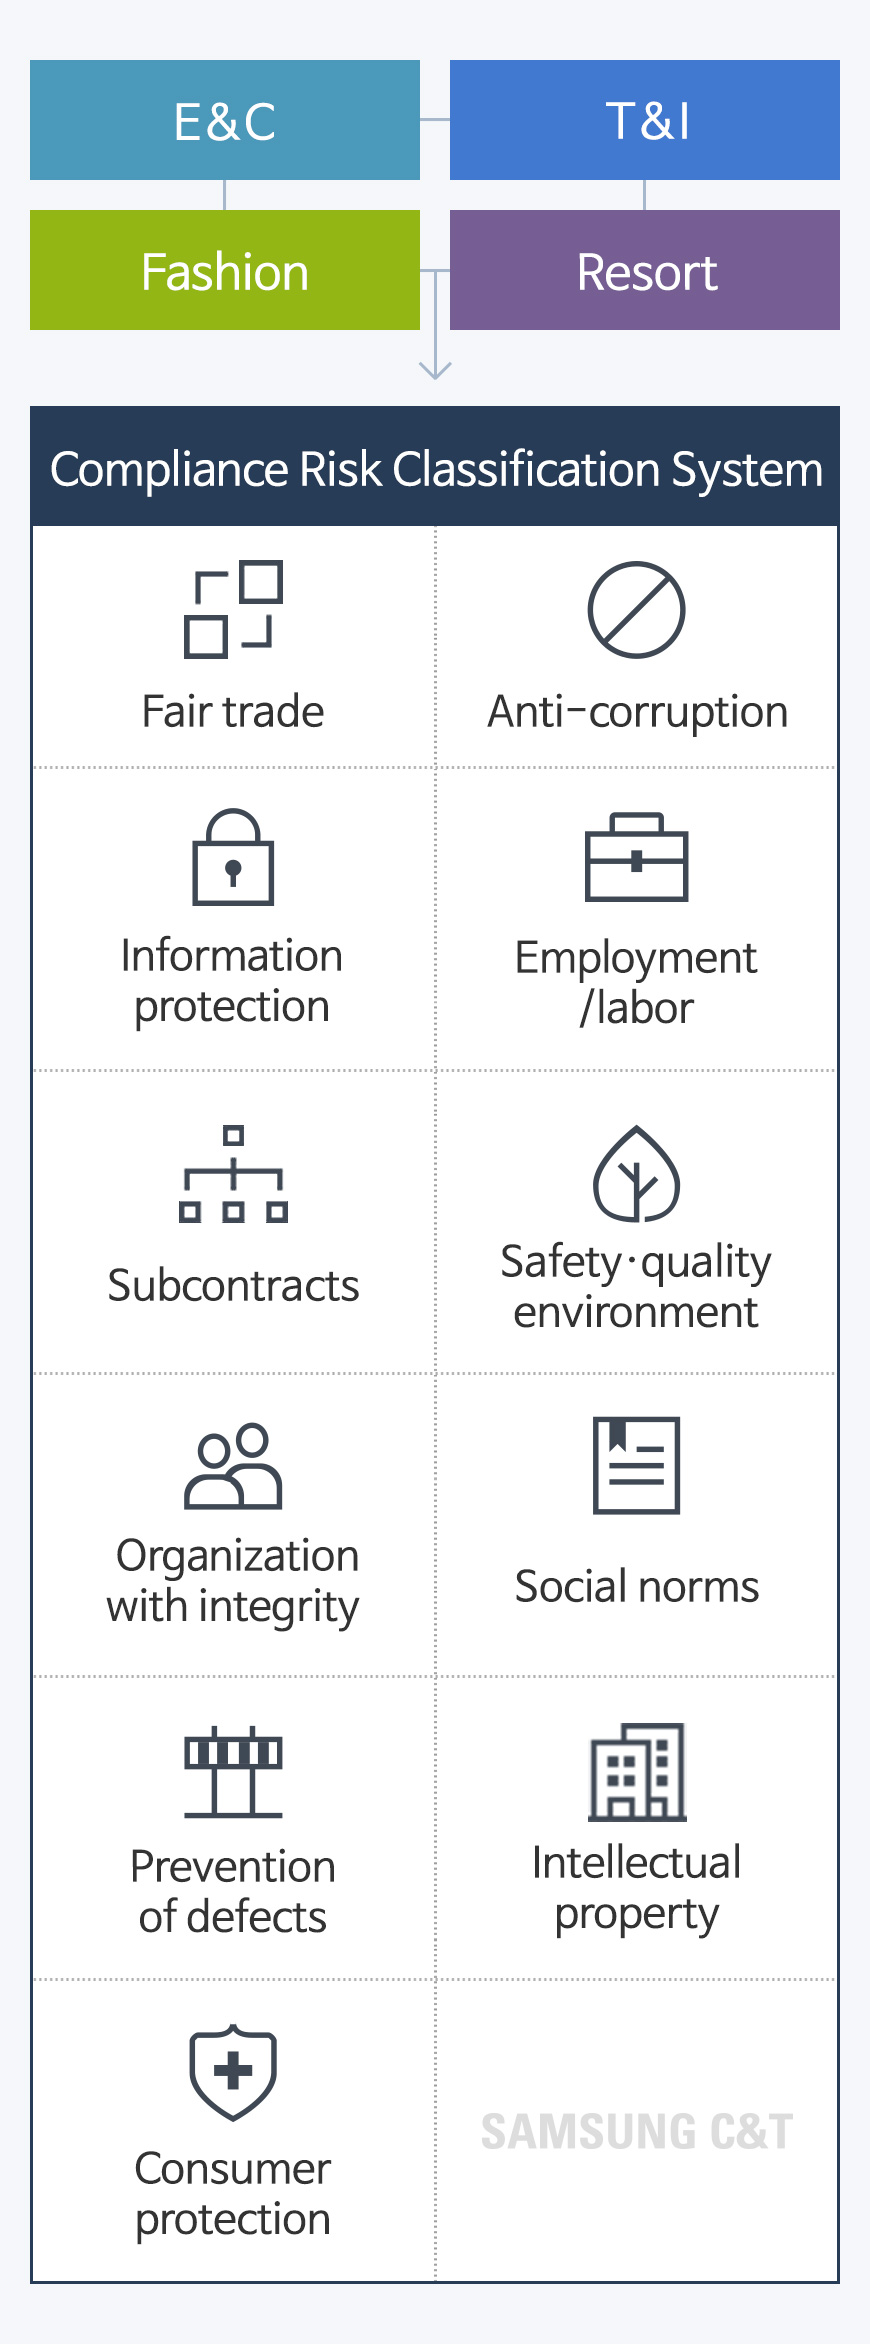 E&C
T&I
Fashion
Resort
Compliance Risk Classification System
Fair trade
Anti-corruption
Information
protection
Employment
/labor
Subcontracts
Safety·quality
environment
Organization
with integrity
Social norms
Prevention
of defects
Intellectual
property
Consumer
protection
SAMSUNG C&T